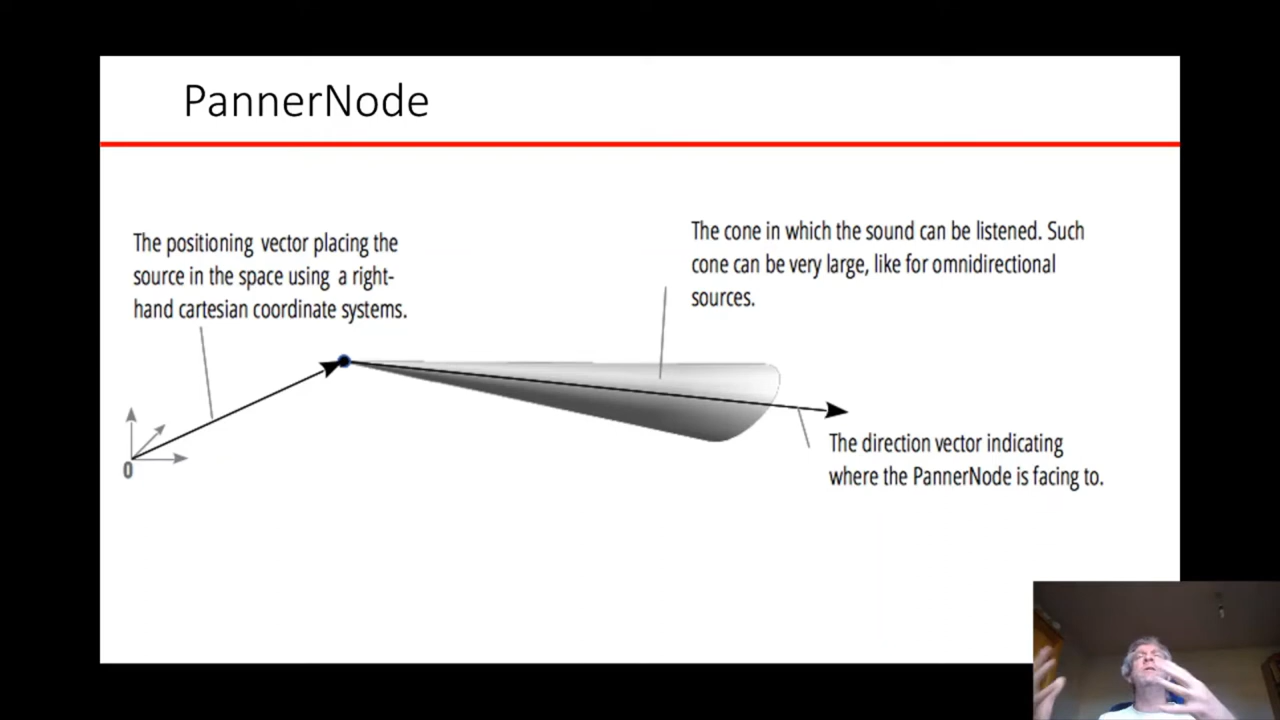 PannerNode
The positioning vector placing the
source in the space using a right-
hand cartesian coordinate systems.
The cone in which the sound can be listened. Such
cone can be very large, like for omnidirectional
sources.
0
The direction vector indicating
where the PannerNode is facing to.